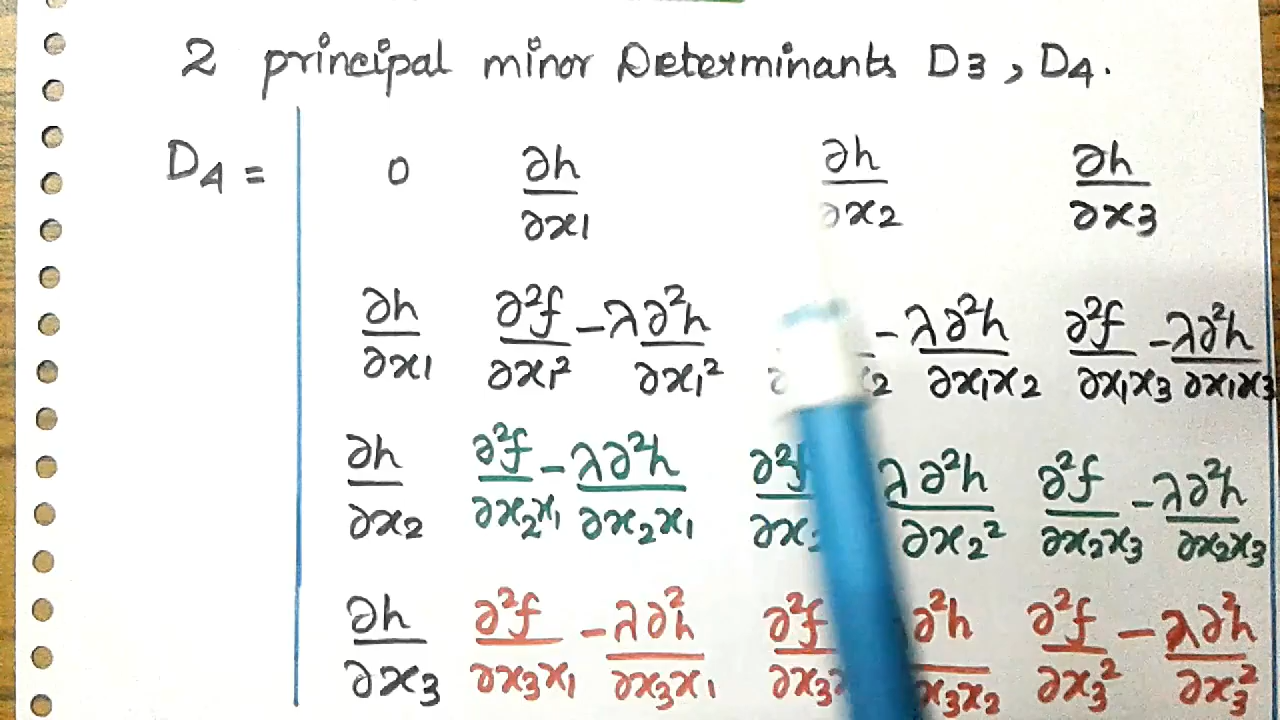 2 principal minor Determinants D3, D4.
D4 = | 0 ∂h/∂x1 ∂h/∂x2 ∂h/∂x3 |
∂h/∂x1 ∂²f/∂x1² - λ∂²h/∂x1² - λ∂²h/∂x1x2 ∂²f/∂x1x3 - λ∂²h/∂x1x3
∂h/∂x2 ∂²f/∂x2x1 - λ∂²h/∂x2x1 ∂²f λ∂²h/∂x2² ∂²f/∂x2x3 - λ∂²h/∂x2x3
∂h/∂x3 ∂²f/∂x3x1 - λ∂²h/∂x3x1 ∂²f ∂²h/x3x2 ∂²f/∂x3² - λ∂²h/∂x3²